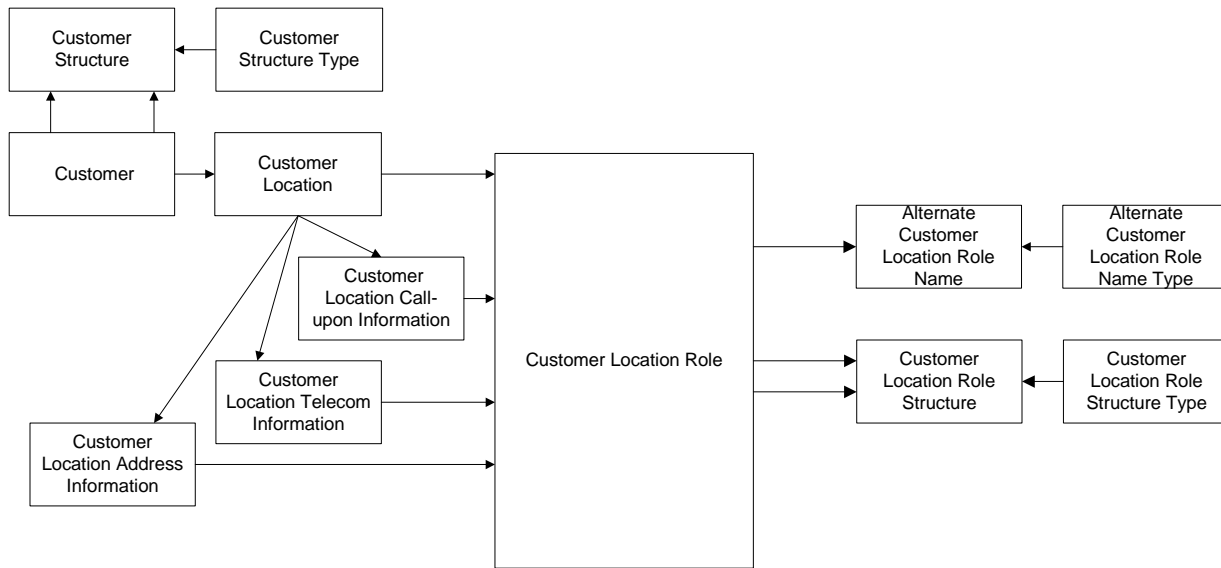 Customer
Structure
Customer
Structure Type
Customer
Customer
Location
Customer
Location Call-
upon Information
Customer
Location Telecom
Information
Customer
Location Address
Information
Customer Location Role
Alternate
Customer
Location Role
Name
Alternate
Customer
Location Role
Name Type
Customer
Location Role
Structure
Customer
Location Role
Structure Type